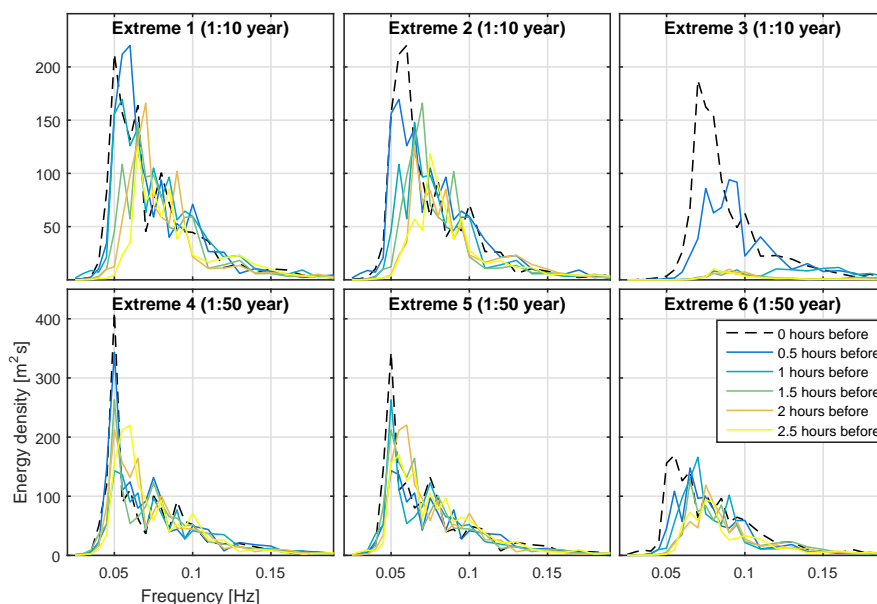 Extreme 1 (1:10 year)
Extreme 2 (1:10 year)
Extreme 3 (1:10 year)
200
150
100
50
Extreme 4 (1:50 year)
Extreme 5 (1:50 year)
Extreme 6 (1:50 year)
400
300
200
100
0
Energy density [m² s]
0 hours before
0.5 hours before
1 hours before
1.5 hours before
2 hours before
2.5 hours before
0.05 0.1 0.15
0.05 0.1 0.15
0.05 0.1 0.15
Frequency [Hz]